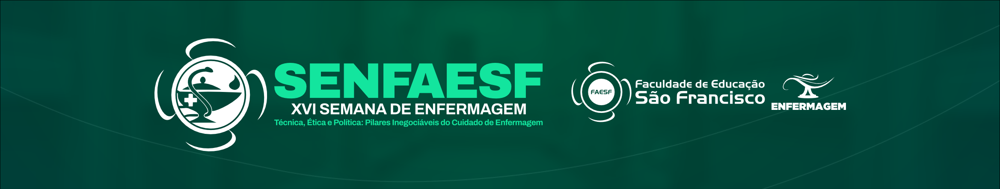 SENFAESF
XVI SEMANA DE ENFERMAGEM
Técnica, Ética e Política: Pilares Inegociáveis do Cuidado de Enfermagem
FAESF
Faculdade de Educação
São Francisco
ENFERMAGEM